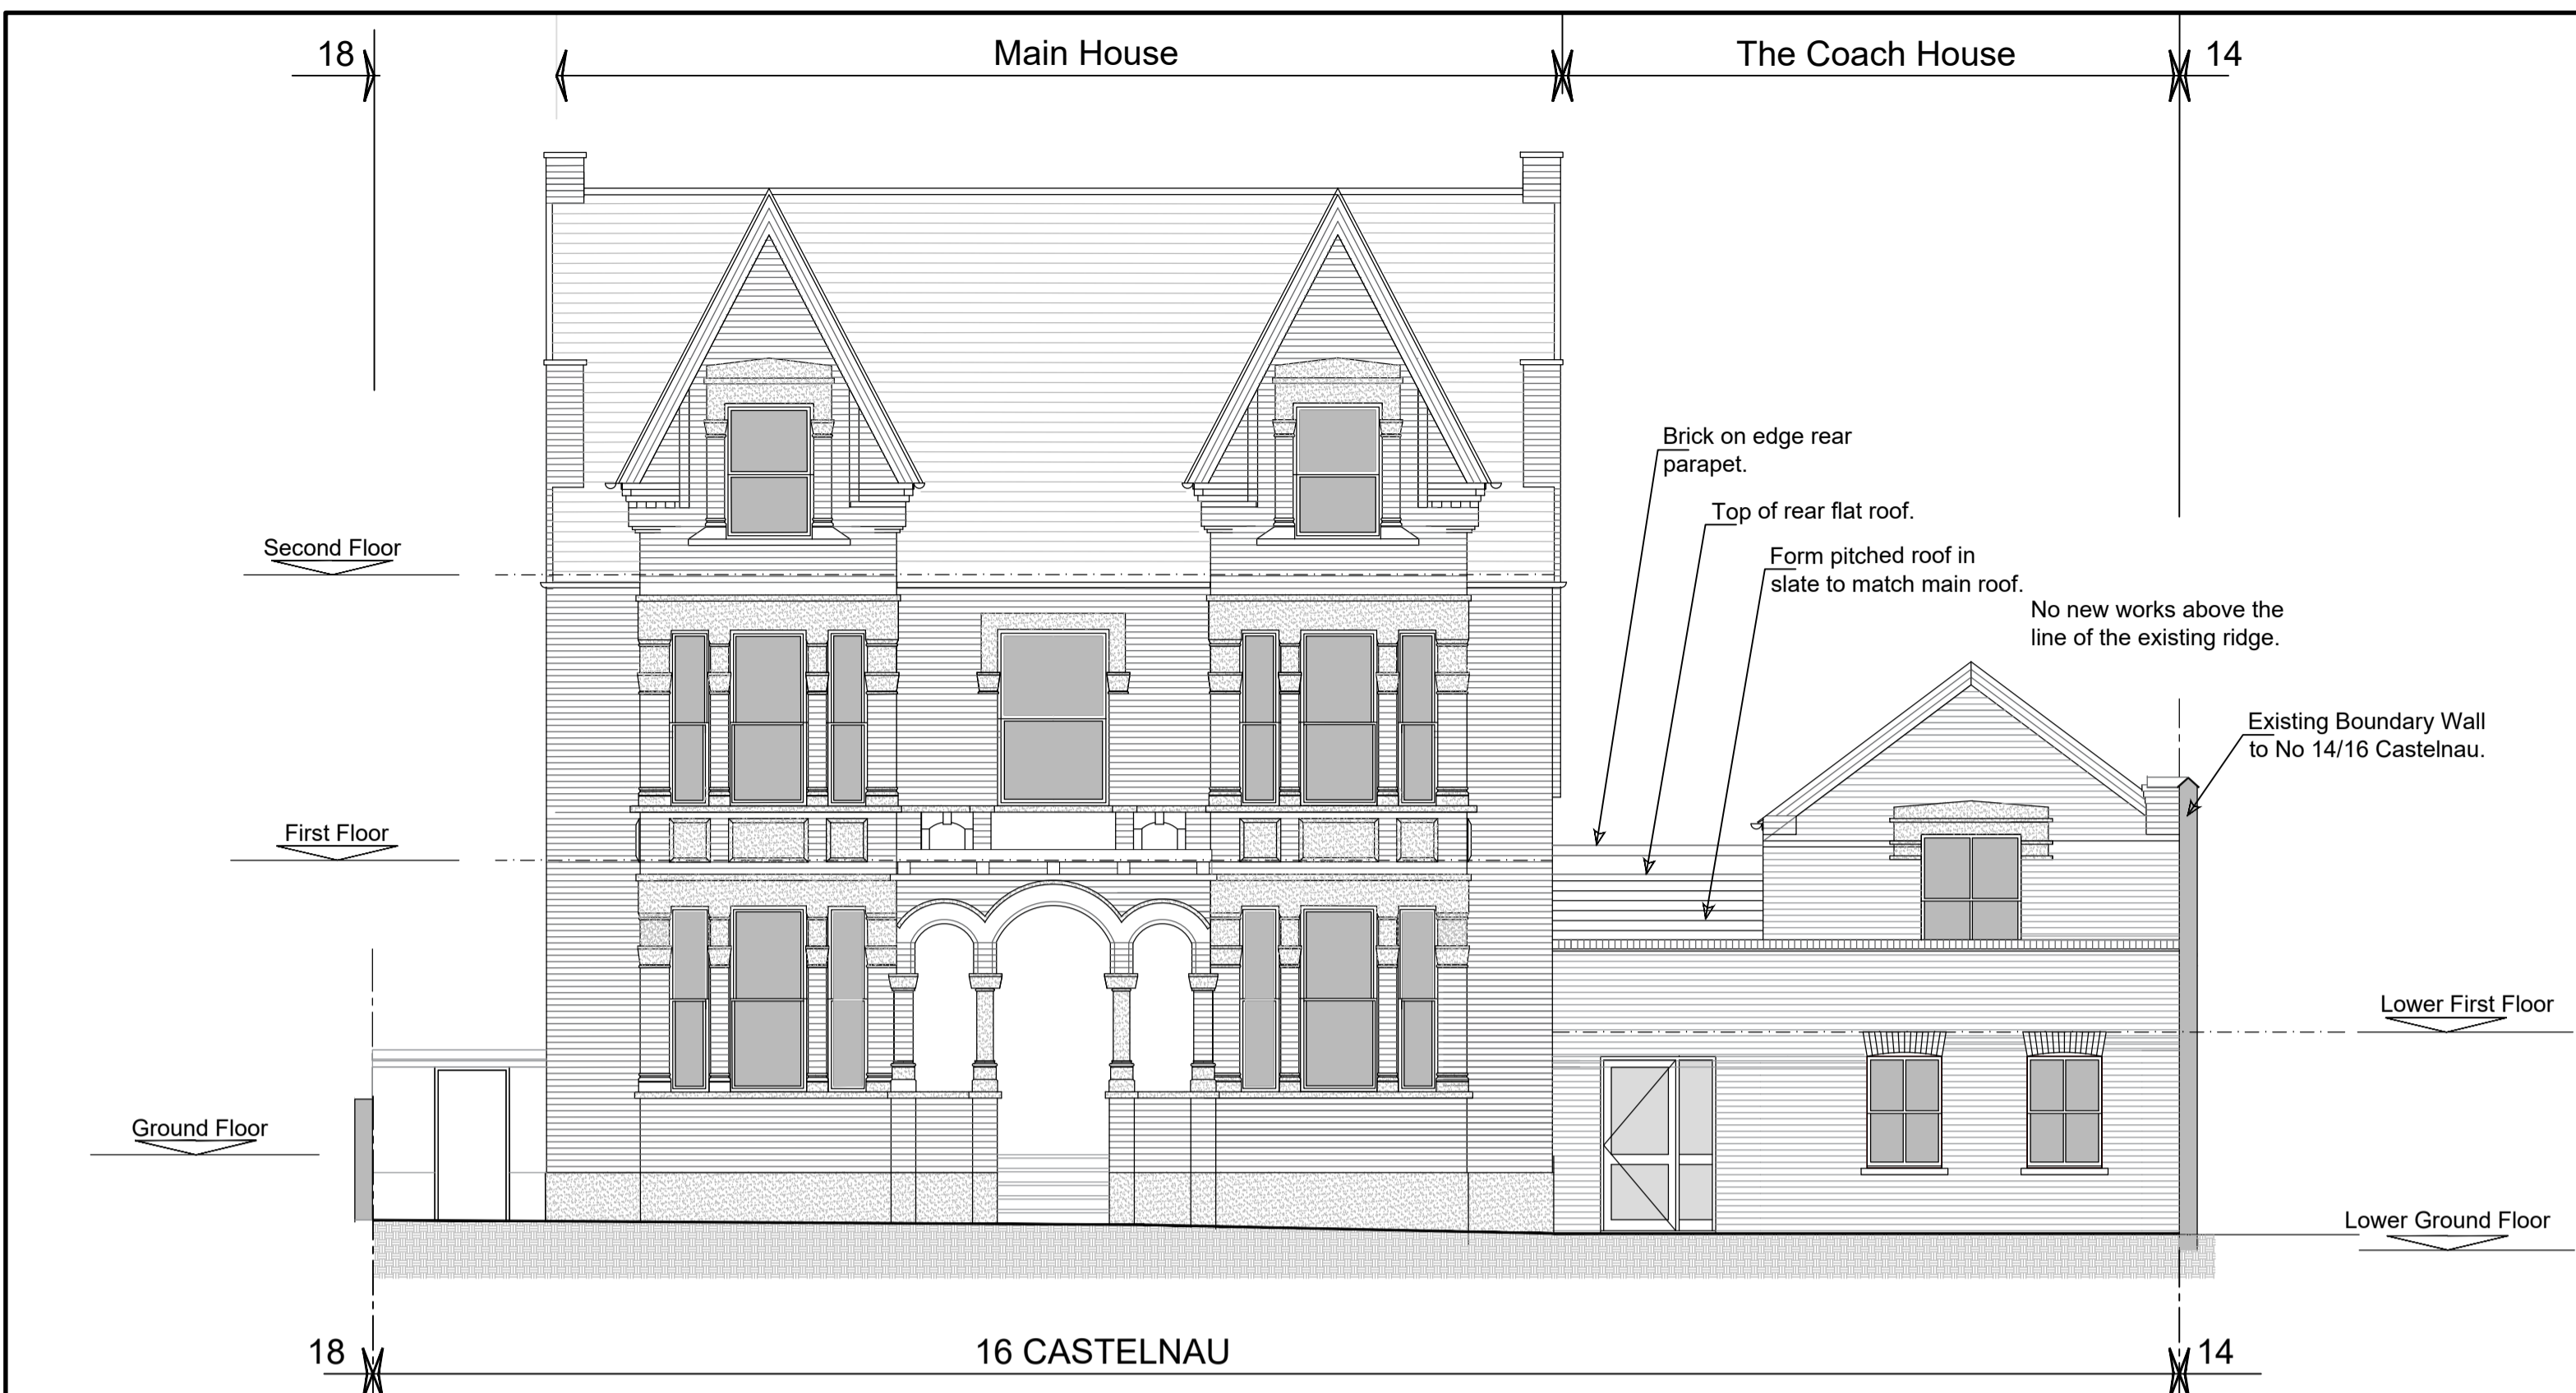 18
Main House
The Coach House
14
Brick on edge rear
parapet.
Top of rear flat roof.
Second Floor
Form pitched roof in
slate to match main roof.
No new works above the
line of the existing ridge.
Existing Boundary Wall
to No 14/16 Castelnau.
First Floor
Lower First Floor
Ground Floor
Lower Ground Floor
18
16 CASTELNAU
14